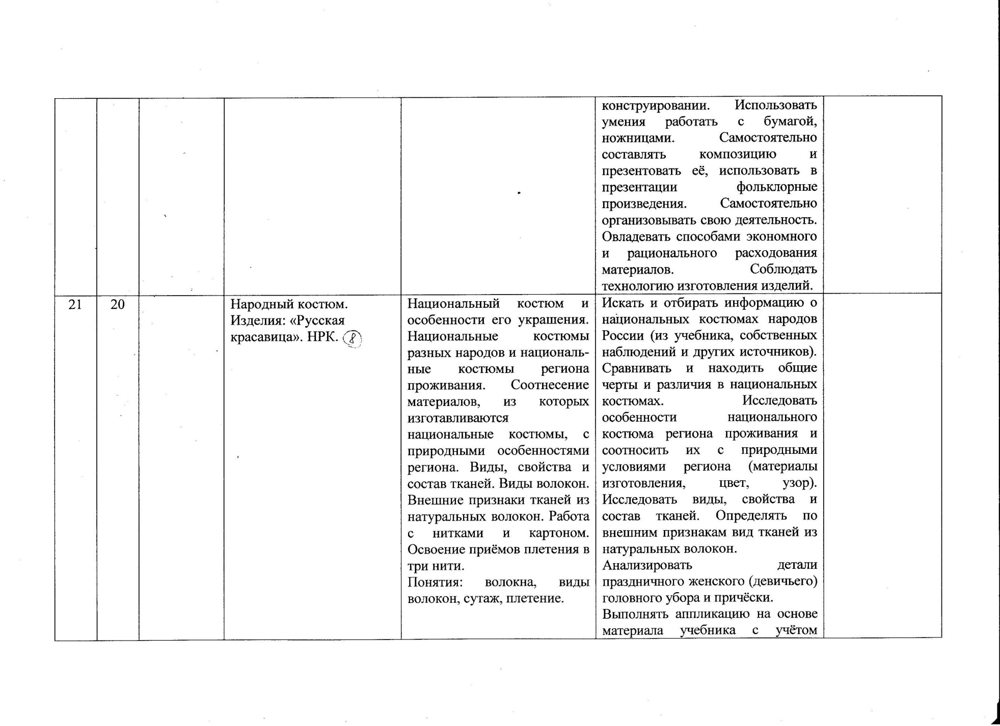 конструировании. Использовать
умения работать с бумагой,
ножницами. Самостоятельно
составлять композицию и
презентовать её, использовать в
презентации фольклорные
произведения. Самостоятельно
организовывать свою деятельность.
Овладевать способами экономного
и рационального расходования
материалов. Соблюдать
технологию изготовления изделий.
21
20
Народный костюм.
Изделия: «Русская
красавица». НРК. 8
Национальный костюм и
особенности его украшения.
Национальные костюмы
разных народов и националь-
ные костюмы региона
проживания. Соотнесение
материалов, из которых
изготавливаются
национальные костюмы, с
природными особенностями
региона. Виды, свойства и
состав тканей. Виды волокон.
Внешние признаки тканей из
натуральных волокон. Работа
с нитками и картоном.
Освоение приёмов плетения в
три нити.
Понятия: волокна, виды
волокон, сутаж, плетение.
Искать и отбирать информацию о
национальных костюмах народов
России (из учебника, собственных
наблюдений и других источников).
Сравнивать и находить общие
черты и различия в национальных
костюмах. Исследовать
особенности национального
костюма региона проживания и
соотносить их с природными
условиями региона (материалы
изготовления, цвет, узор).
Исследовать виды, свойства и
состав тканей. Определять по
внешним признакам вид тканей из
натуральных волокон.
Анализировать детали
праздничного женского (девичьего)
головного убора и причёски.
Выполнять аппликацию на основе
материала учебника с учётом